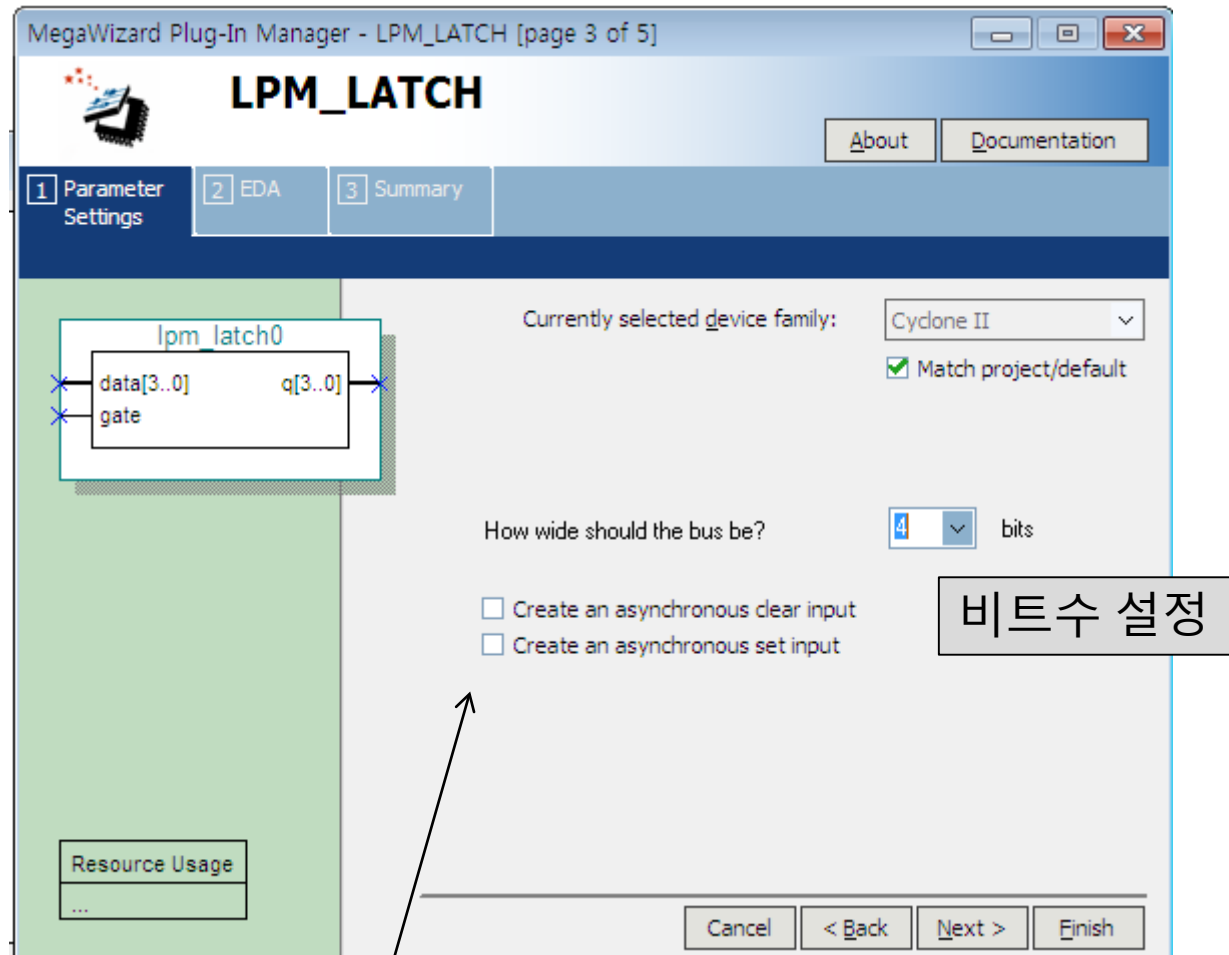 MegaWizard Plug-In Manager - LPM_LATCH [page 3 of 5]
LPM_LATCH
About
Documentation
1 Parameter Settings
2 EDA
3 Summary
Currently selected device family:
Cyclone II
Match project/default
lpm_latch0
data[3..0]
q[3..0]
gate
How wide should the bus be?
4
bits
Create an asynchronous clear input
Create an asynchronous set input
비트수 설정
Resource Usage
...
Cancel
< Back
Next >
Finish